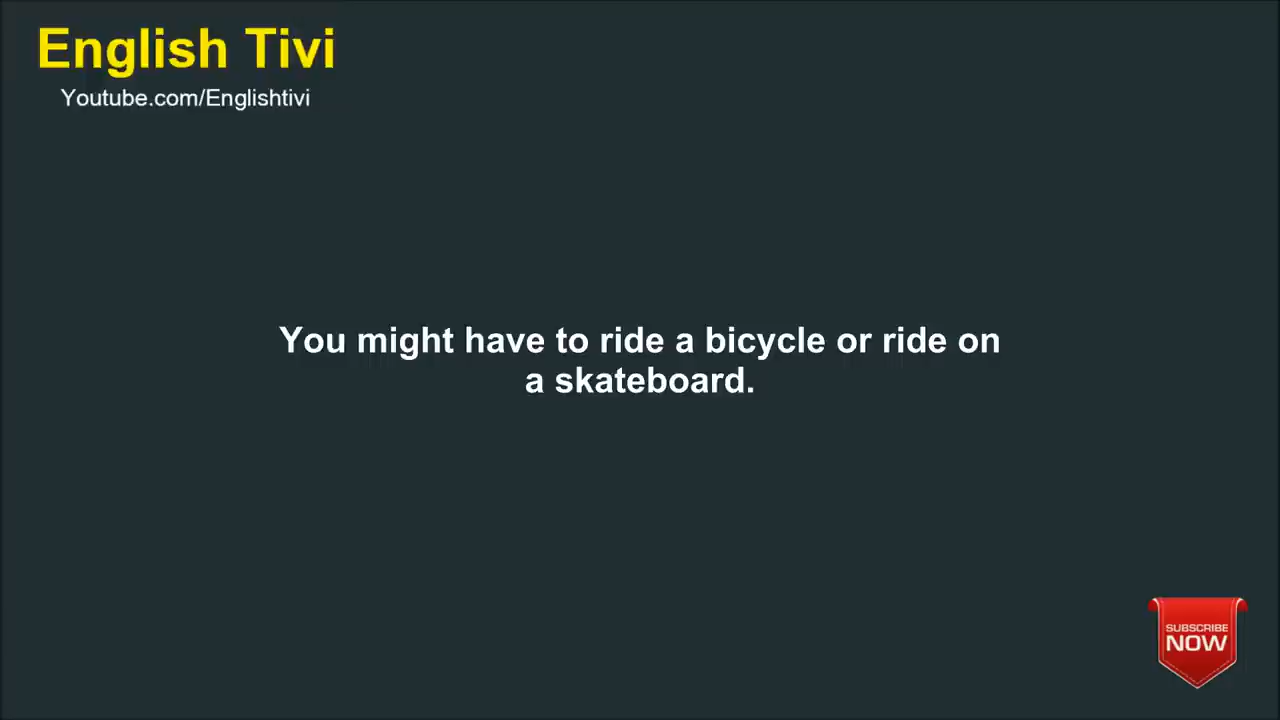 English Tivi
Youtube.com/Englishtivi
You might have to ride a bicycle or ride on
a skateboard.
SUBSCRIBE
NOW